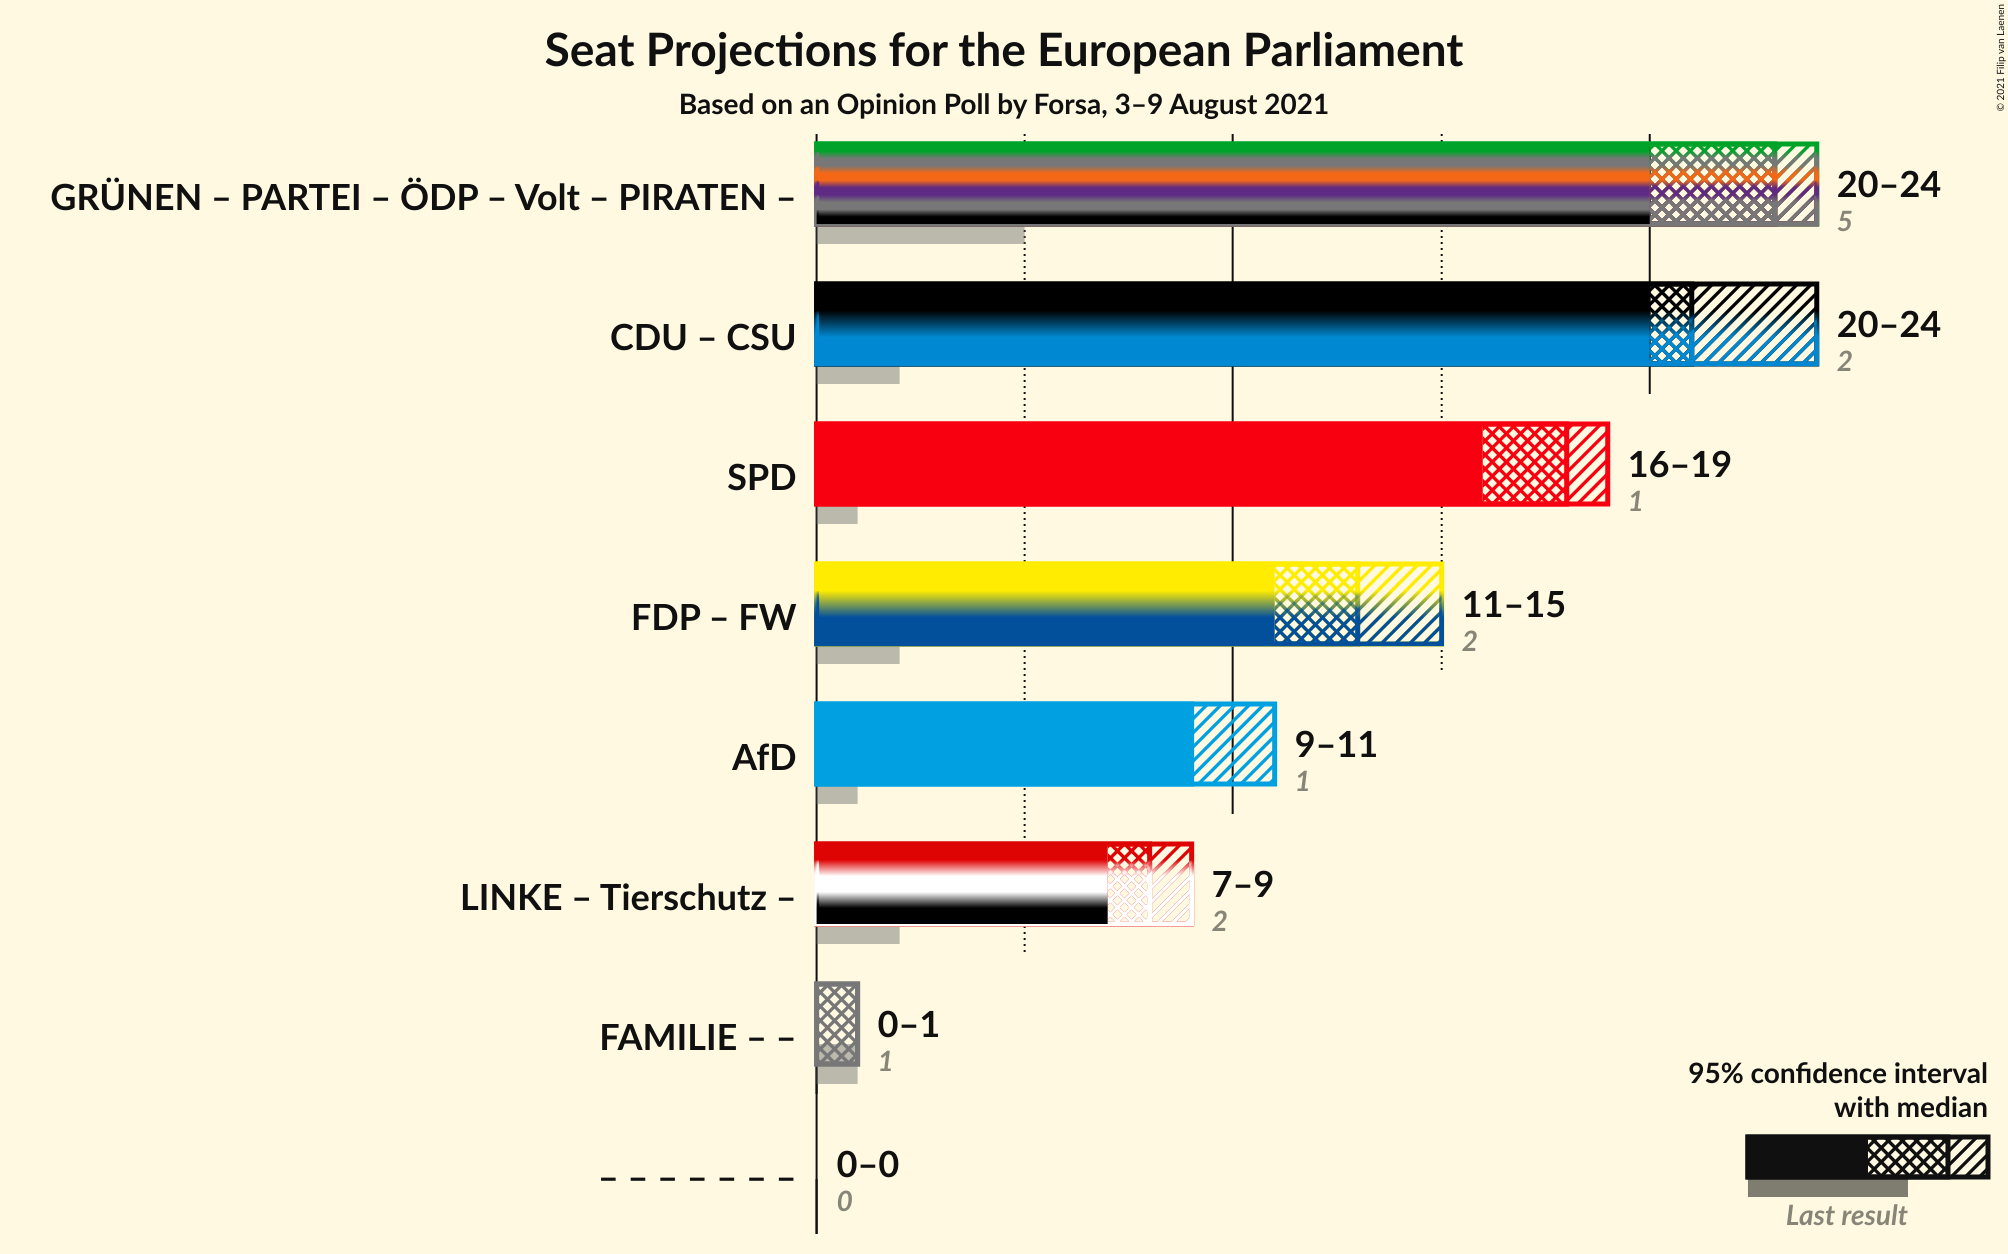 Seat Projections for the European Parliament
Based on an Opinion Poll by Forsa, 3–9 August 2021
© 2021 Filip van Laenen
GRÜNEN – PARTEI – ÖDP – Volt – PIRATEN –
20–24
5
CDU – CSU
20–24
2
SPD
16–19
1
FDP – FW
11–15
2
AfD
9–11
1
LINKE – Tierschutz –
7–9
2
FAMILIE – –
0–1
1
– – – – – – –
0–0
0
95% confidence interval
with median
Last result